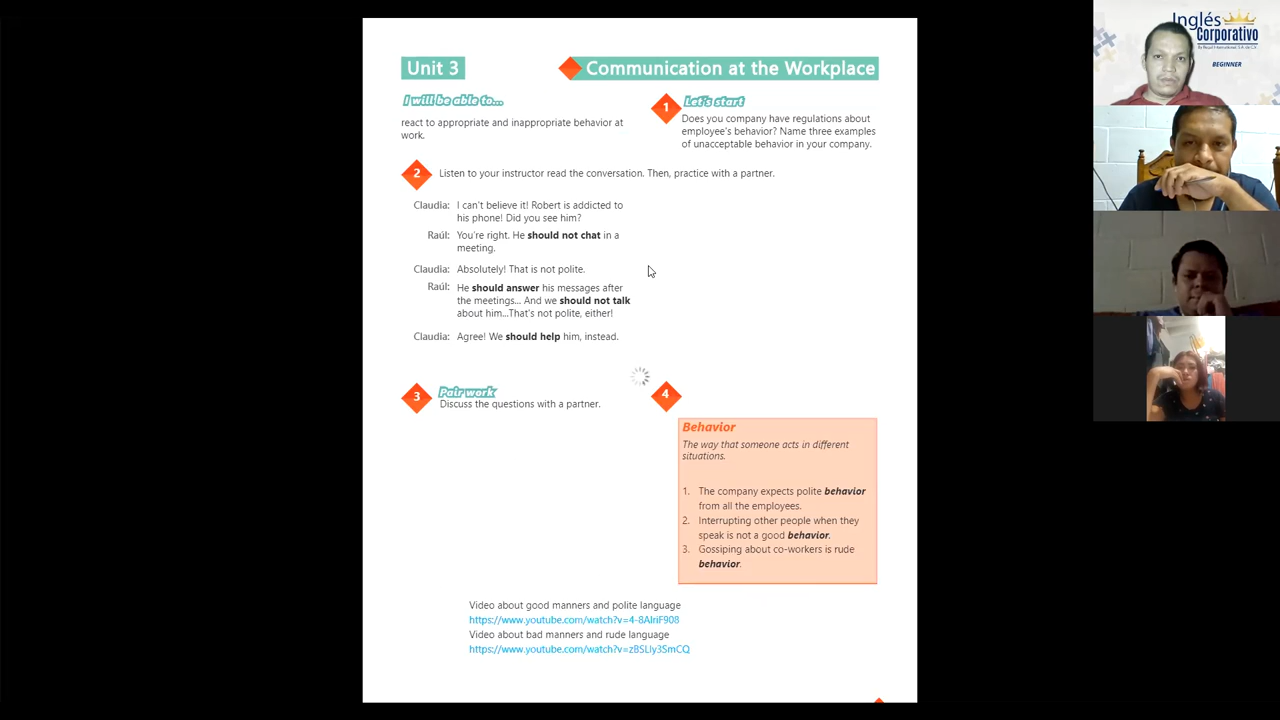 Unit 3
Communication at the Workplace
I will be able to...
react to appropriate and inappropriate behavior at
work.
1
Let's start
Does you company have regulations about
employee's behavior? Name three examples
of unacceptable behavior in your company.
2
Listen to your instructor read the conversation. Then, practice with a partner.
Claudia: I can't believe it! Robert is addicted to
his phone! Did you see him?
Raúl: You're right. He should not chat in a
meeting.
Claudia: Absolutely! That is not polite.
Raúl: He should answer his messages after
the meetings... And we should not talk
about him...That's not polite, either!
Claudia: Agree! We should help him, instead.
3
Pair work
Discuss the questions with a partner.
4
Behavior
The way that someone acts in different
situations.
1. The company expects polite behavior
from all the employees.
2. Interrupting other people when they
speak is not a good behavior.
3. Gossiping about co-workers is rude
behavior.
Video about good manners and polite language
https://www.youtube.com/watch?v=4-8AIriF908
Video about bad manners and rude language
https://www.youtube.com/watch?v=zBSLly3SmCQ
Inglés
Corporativo
BEGINNER